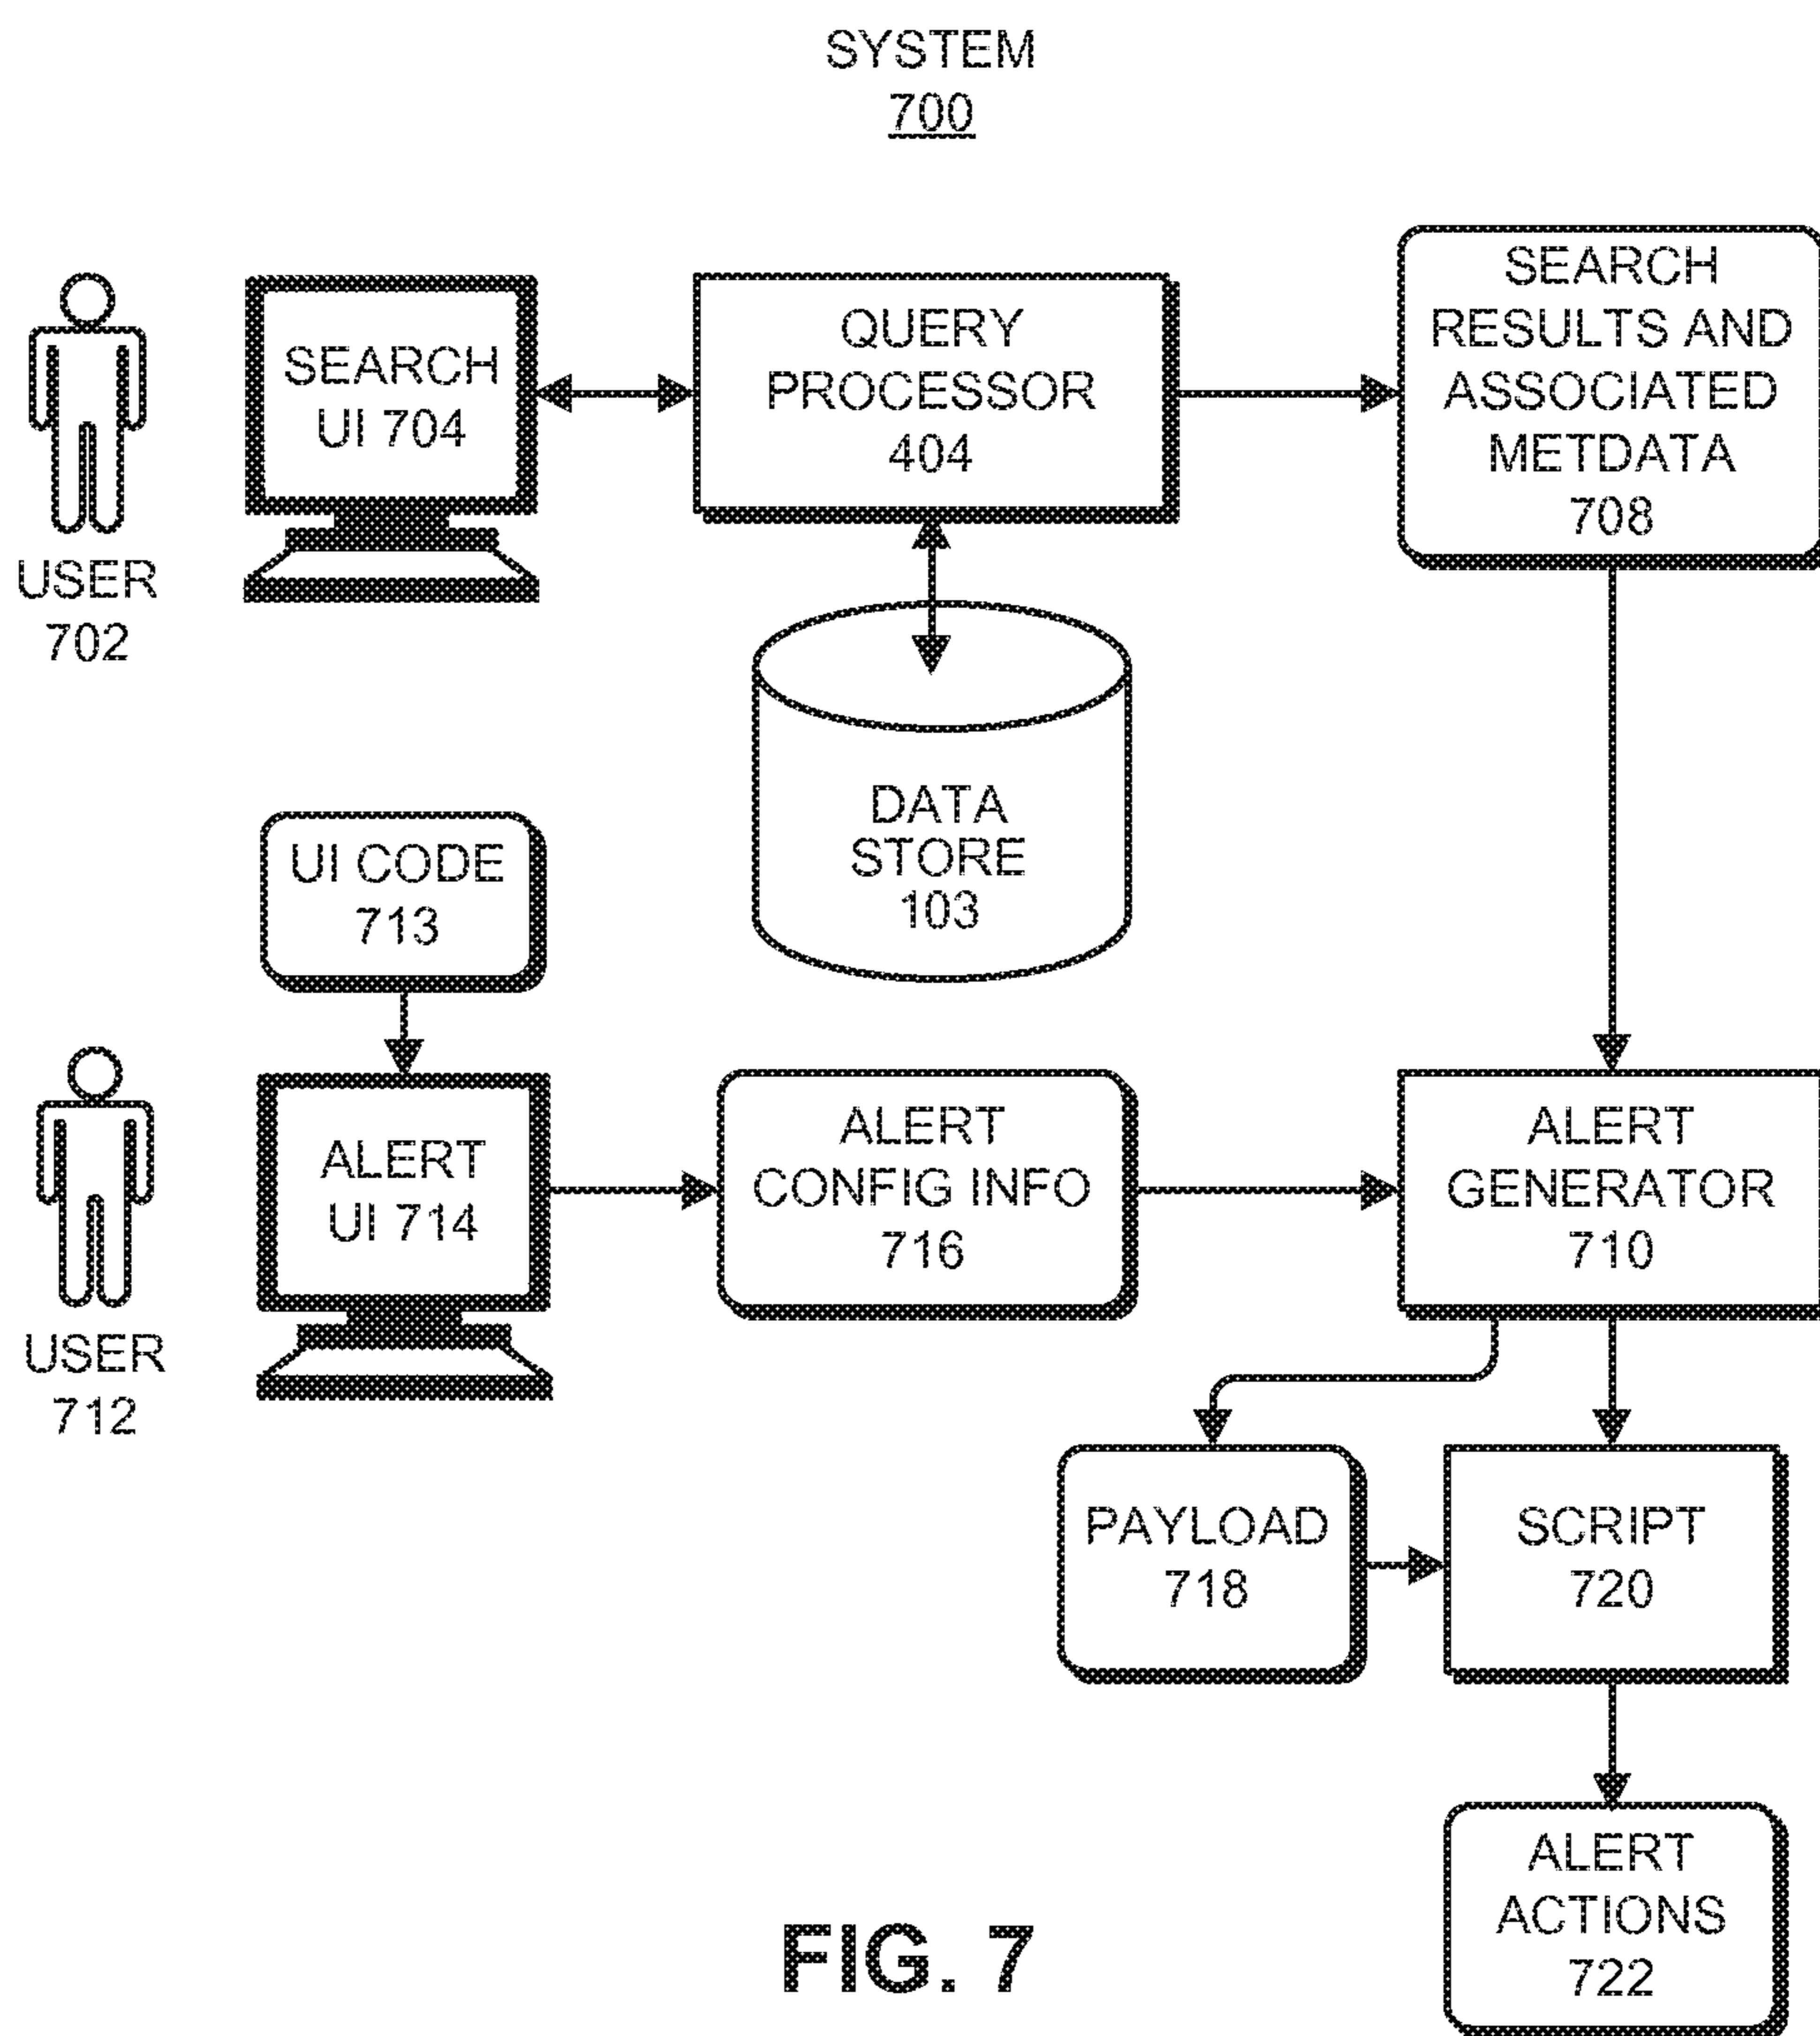 SYSTEM
700
SEARCH
UI 704
QUERY
PROCESSOR
404
SEARCH
RESULTS AND
ASSOCIATED
METDATA
708
USER
702
DATA
STORE
103
UI CODE
713
ALERT
UI 714
ALERT
CONFIG INFO
716
ALERT
GENERATOR
710
USER
712
PAYLOAD
718
SCRIPT
720
ALERT
ACTIONS
722
FIG. 7